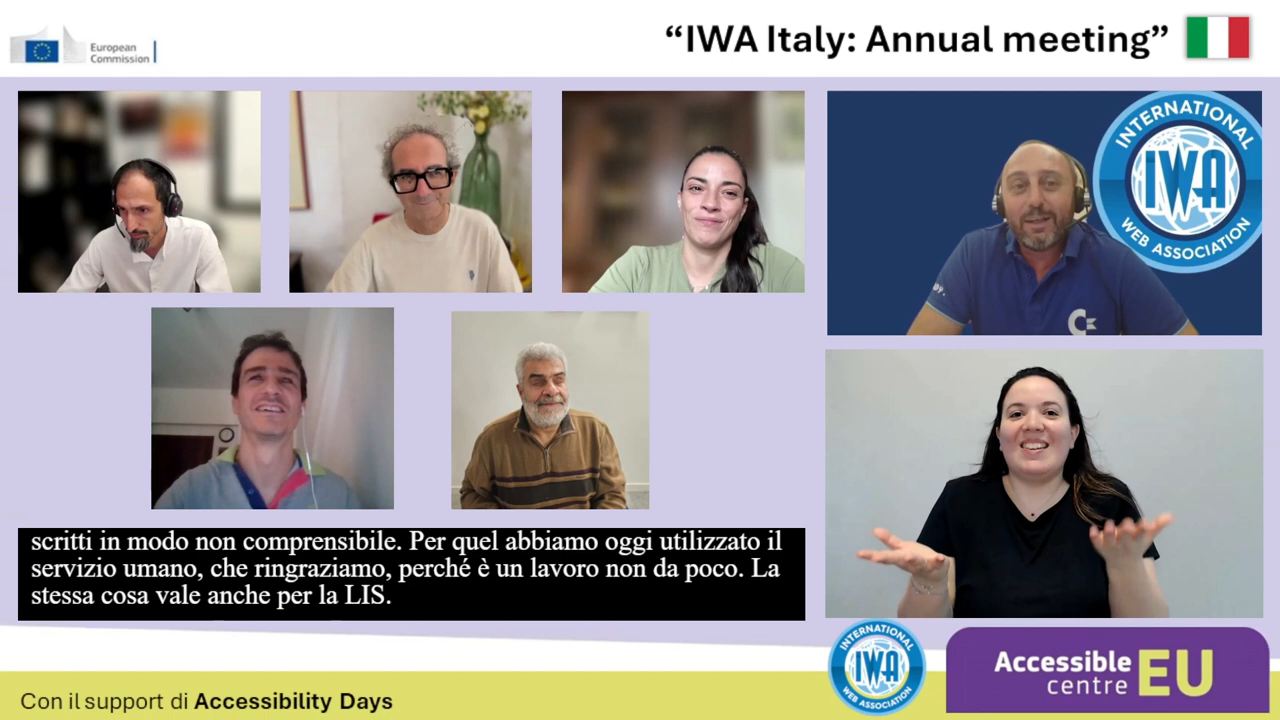 European
Commission
“IWA Italy: Annual meeting”
INTERNATIONAL
IWA
WEB ASSOCIATION
scritti in modo non comprensibile. Per quel abbiamo oggi utilizzato il
servizio umano, che ringraziamo, perché è un lavoro non da poco. La
stessa cosa vale anche per la LIS.
INTERNATIONAL
IWA
WEB ASSOCIATION
Accessible
centre
EU
Con il support di Accessibility Days